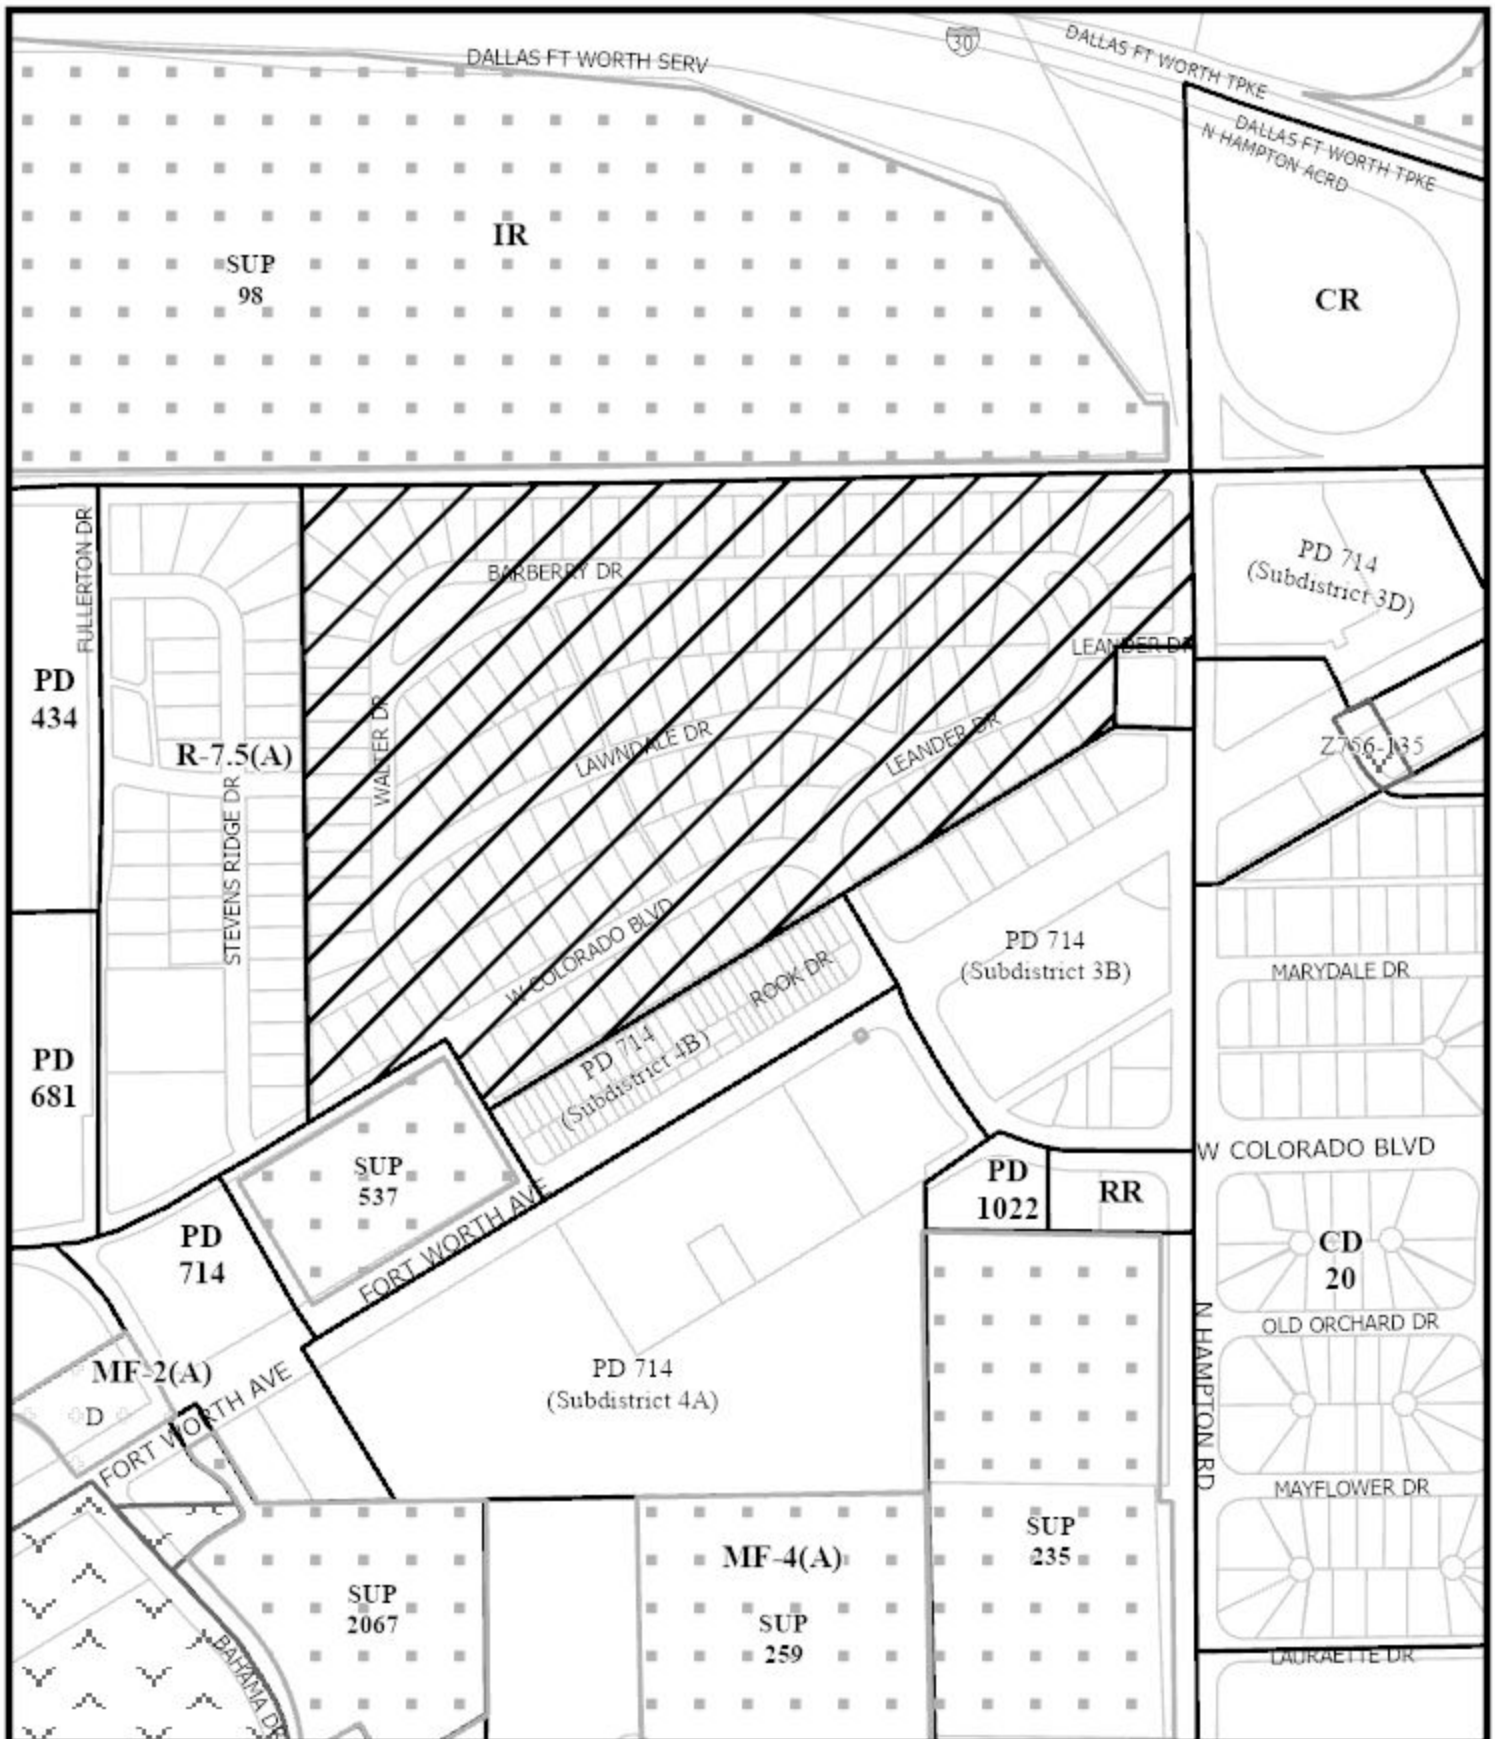 DALLAS FT WORTH SERV
30
DALLAS FT WORTH TPKE
DALLAS FT WORTH TPKE
N HAMPTON ACRD
IR
SUP
98
CR
FULLERTON DR
BARBERRY DR
PD 714
(Subdistrict 3D)
LEANDER DR
PD
434
R-7.5(A)
WALTER DR
LAWNDALE DR
LEANDER DR
Z756-135
STEVENS RIDGE DR
W COLORADO BLVD
ROOK DR
PD 714
(Subdistrict 3B)
MARYDALE DR
PD
681
PD 714
(Subdistrict 4B)
W COLORADO BLVD
SUP
537
PD
1022
RR
FORT WORTH AVE
PD
714
CD
20
N HAMPTON RD
OLD ORCHARD DR
MF-2(A)
D
FORT WORTH AVE
PD 714
(Subdistrict 4A)
MAYFLOWER DR
SUP
235
MF-4(A)
SUP
2067
SUP
259
BAHAMA DR
LAURAETTE DR